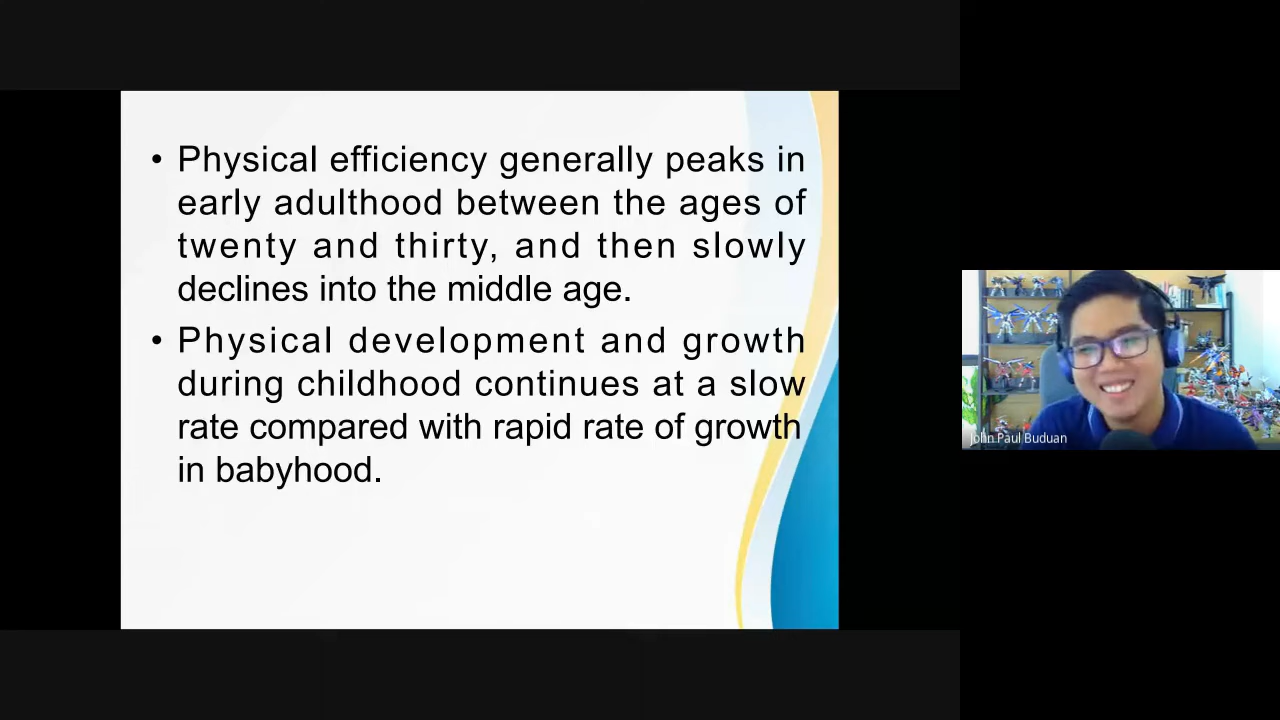 • Physical efficiency generally peaks in
early adulthood between the ages of
twenty and thirty, and then slowly
declines into the middle age.
• Physical development and growth
during childhood continues at a slow
rate compared with rapid rate of growth
in babyhood.
John Paul Buduan